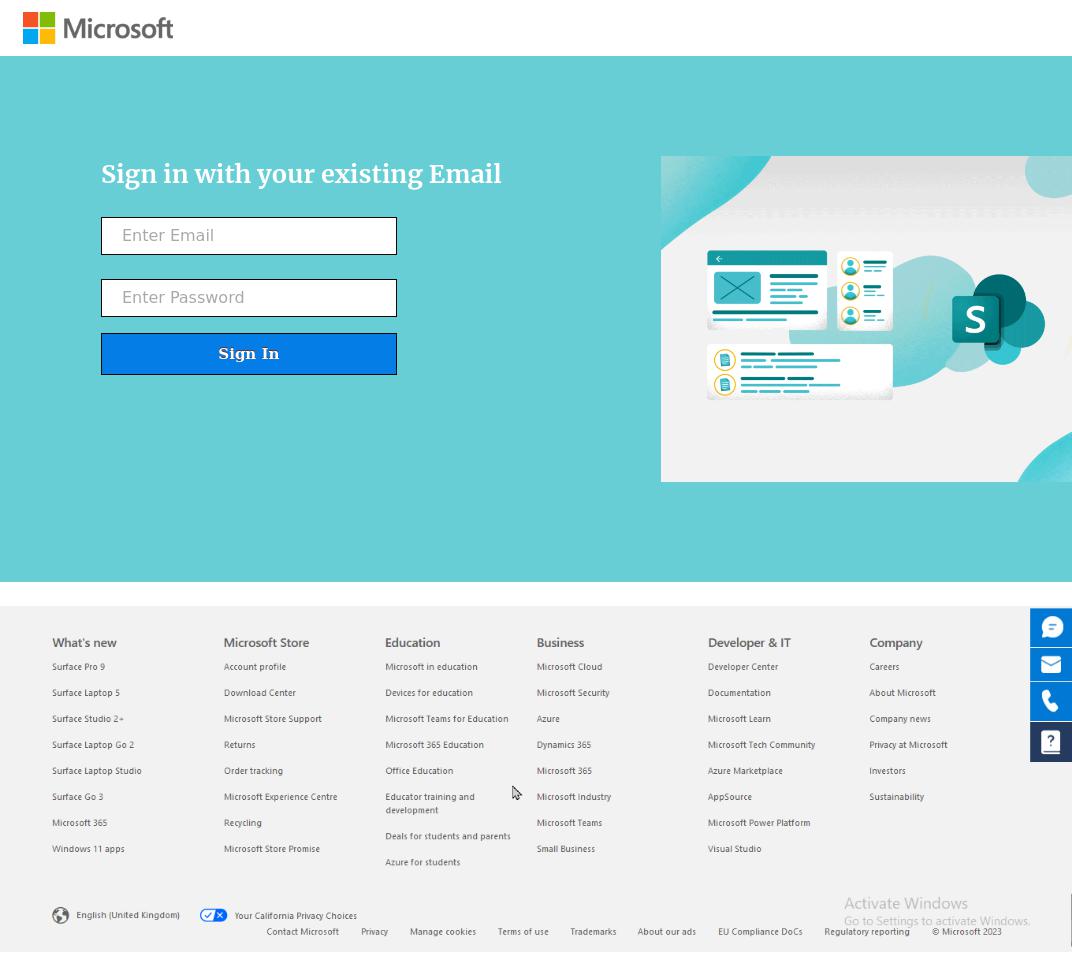 Microsoft
Sign in with your existing Email
Enter Email
Enter Password
Sign In
S
What's new
Surface Pro 9
Surface Laptop 5
Surface Studio 2+
Surface Laptop Go 2
Surface Laptop Studio
Surface Go 3
Microsoft 365
Windows 11 apps
Microsoft Store
Account profile
Download Center
Microsoft Store Support
Returns
Order tracking
Microsoft Experience Centre
Recycling
Microsoft Store Promise
Education
Microsoft in education
Devices for education
Microsoft Teams for Education
Microsoft 365 Education
Office Education
Educator training and
development
Deals for students and parents
Azure for students
Business
Microsoft Cloud
Microsoft Security
Azure
Dynamics 365
Microsoft 365
Microsoft Industry
Microsoft Teams
Small Business
Developer & IT
Developer Center
Documentation
Microsoft Learn
Microsoft Tech Community
Azure Marketplace
AppSource
Microsoft Power Platform
Visual Studio
Company
Careers
About Microsoft
Company news
Privacy at Microsoft
Investors
Sustainability
?
English (United Kingdom)
Your California Privacy Choices
Activate Windows
Go to Settings to activate Windows.
Contact Microsoft Privacy Manage cookies Terms of use Trademarks About our ads EU Compliance DoCs Regulatory reporting © Microsoft 2023